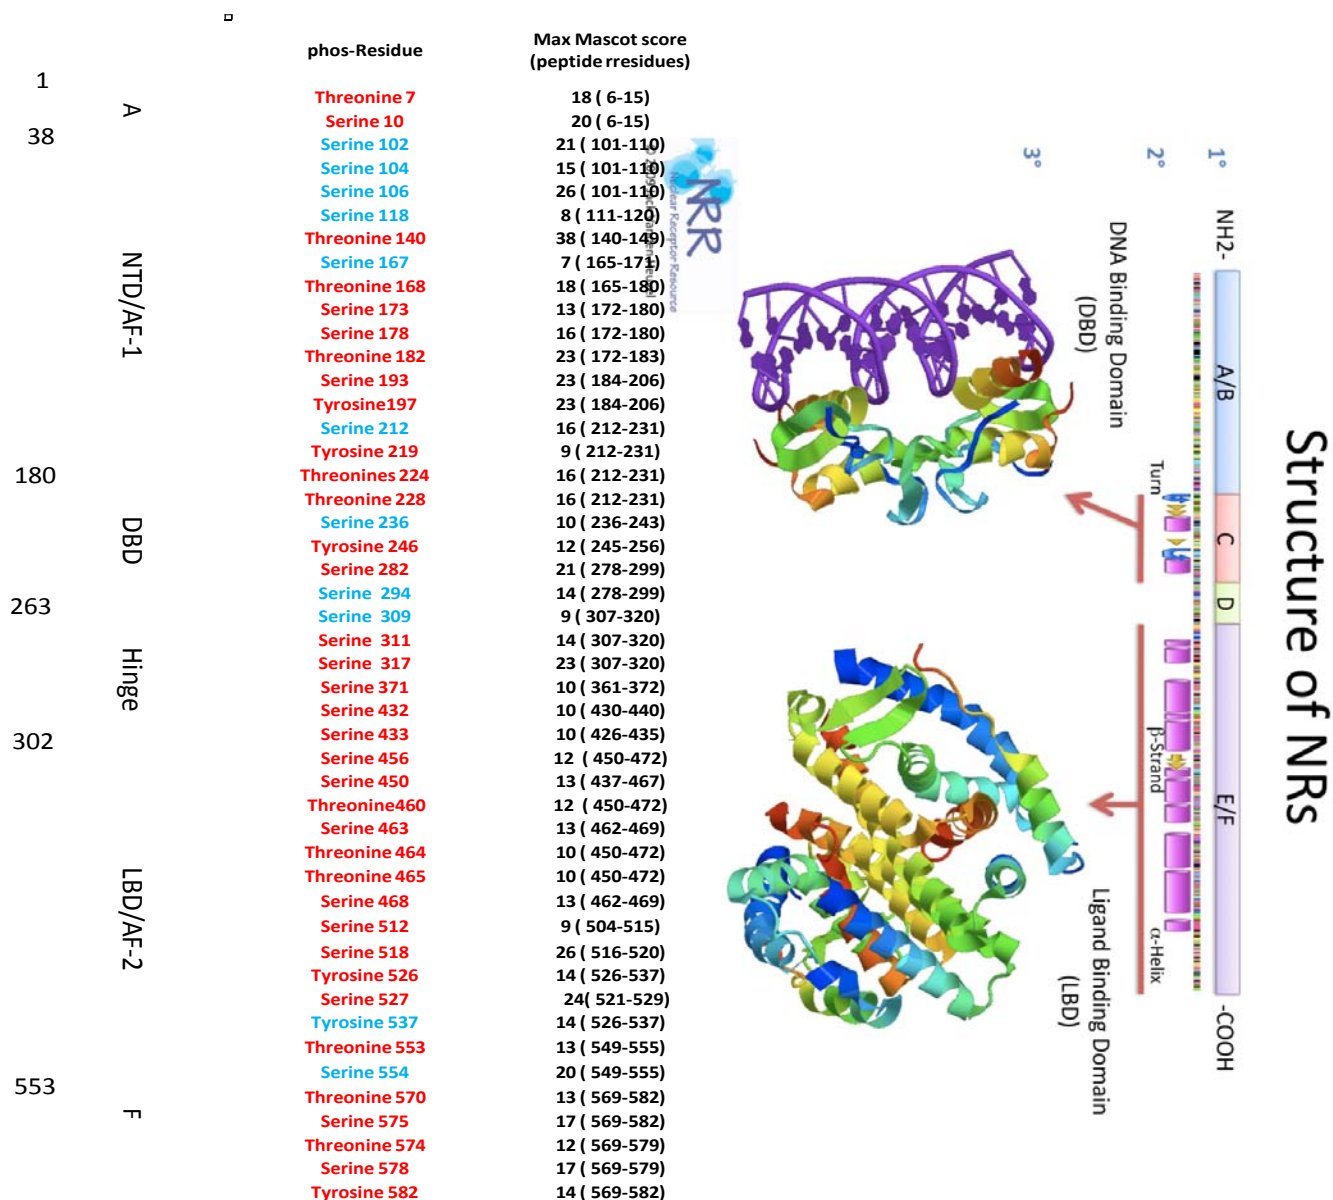 phos-Residue
Max Mascot score
(peptide rresidues)
1
A
38
NTD/AF-1
180
DBD
263
Hinge
302
LBD/AF-2
553
F
Threonine 7 18 ( 6-15)
Serine 10 20 ( 6-15)
Serine 102 21 ( 101-110)
Serine 104 15 ( 101-110)
Serine 106 26 ( 101-110)
Serine 118 8 ( 111-120)
Threonine 140 38 ( 140-149)
Serine 167 7 ( 165-171)
Threonine 168 18 ( 165-180)
Serine 173 13 ( 172-180)
Serine 178 16 ( 172-180)
Threonine 182 23 ( 172-183)
Serine 193 23 ( 184-206)
Tyrosine197 23 ( 184-206)
Serine 212 16 ( 212-231)
Tyrosine 219 9 ( 212-231)
Threonines 224 16 ( 212-231)
Threonine 228 16 ( 212-231)
Serine 236 10 ( 236-243)
Tyrosine 246 12 ( 245-256)
Serine 282 21 ( 278-299)
Serine 294 14 ( 278-299)
Serine 309 9 ( 307-320)
Serine 311 14 ( 307-320)
Serine 317 23 ( 307-320)
Serine 371 10 ( 361-372)
Serine 432 10 ( 430-440)
Serine 433 10 ( 426-435)
Serine 456 12 ( 450-472)
Serine 450 13 ( 437-467)
Threonine460 12 ( 450-472)
Serine 463 13 ( 462-469)
Threonine 464 10 ( 450-472)
Threonine 465 10 ( 450-472)
Serine 468 13 ( 462-469)
Serine 512 9 ( 504-515)
Serine 518 26 ( 516-520)
Tyrosine 526 14 ( 526-537)
Serine 527 24( 521-529)
Tyrosine 537 14 ( 526-537)
Threonine 553 13 ( 549-555)
Serine 554 20 ( 549-555)
Threonine 570 13 ( 569-582)
Serine 575 17 ( 569-582)
Threonine 574 12 ( 569-579)
Serine 578 17 ( 569-579)
Tyrosine 582 14 ( 569-582)
Structure of NRs
1° NH2- A/B C D E/F -COOH
2° Turn β-Strand α-Helix
3°
DNA Binding Domain
(DBD)
Ligand Binding Domain
(LBD)
NRR
Nuclear Receptor Resource